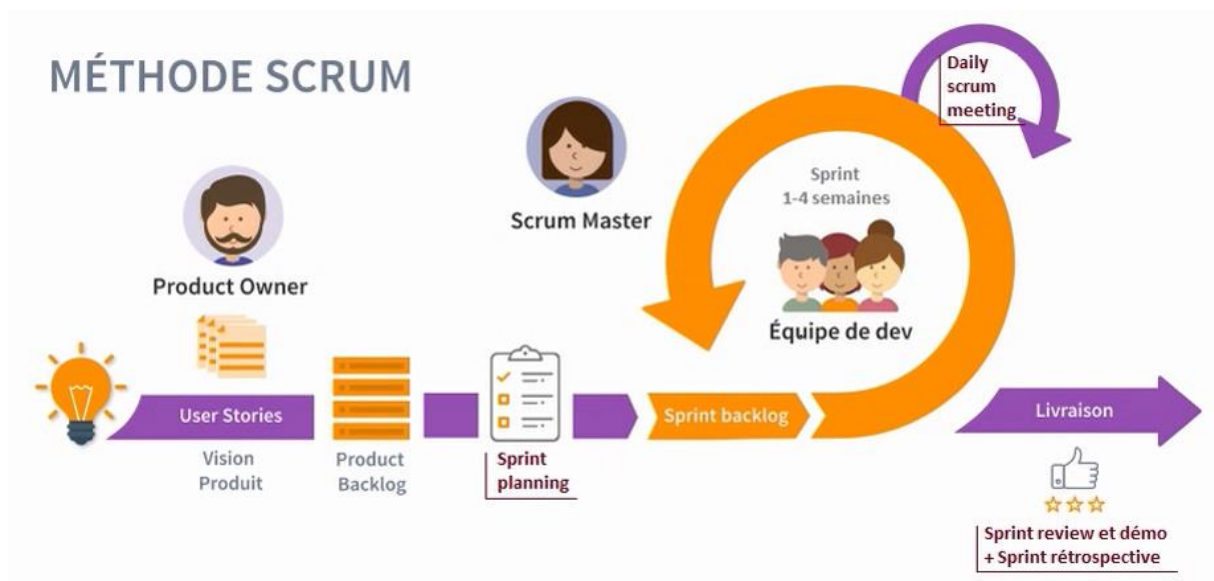 MÉTHODE SCRUM
Daily
scrum
meeting
Sprint
1-4 semaines
Scrum Master
Product Owner
Équipe de dev
User Stories
Sprint backlog
Livraison
Vision
Produit
Product
Backlog
Sprint
planning
Sprint review et démo
+ Sprint rétrospective